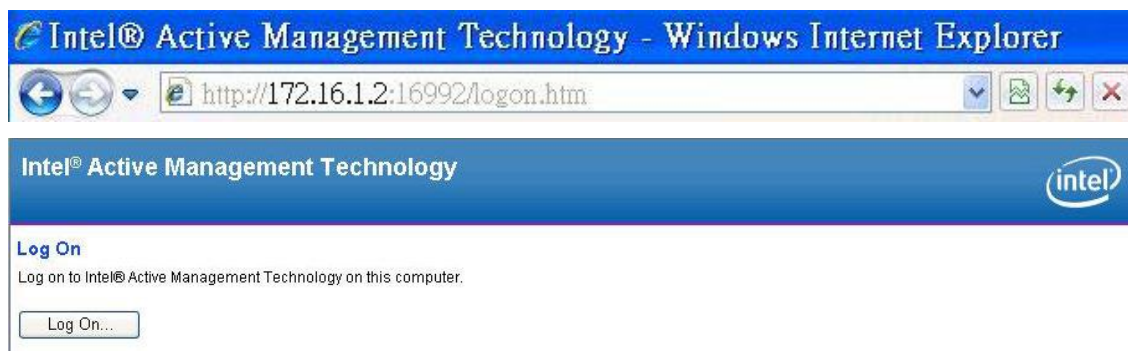 Intel® Active Management Technology - Windows Internet Explorer
http://172.16.1.2:16992/logon.htm
Intel® Active Management Technology
intel
Log On
Log on to Intel® Active Management Technology on this computer.
Log On...